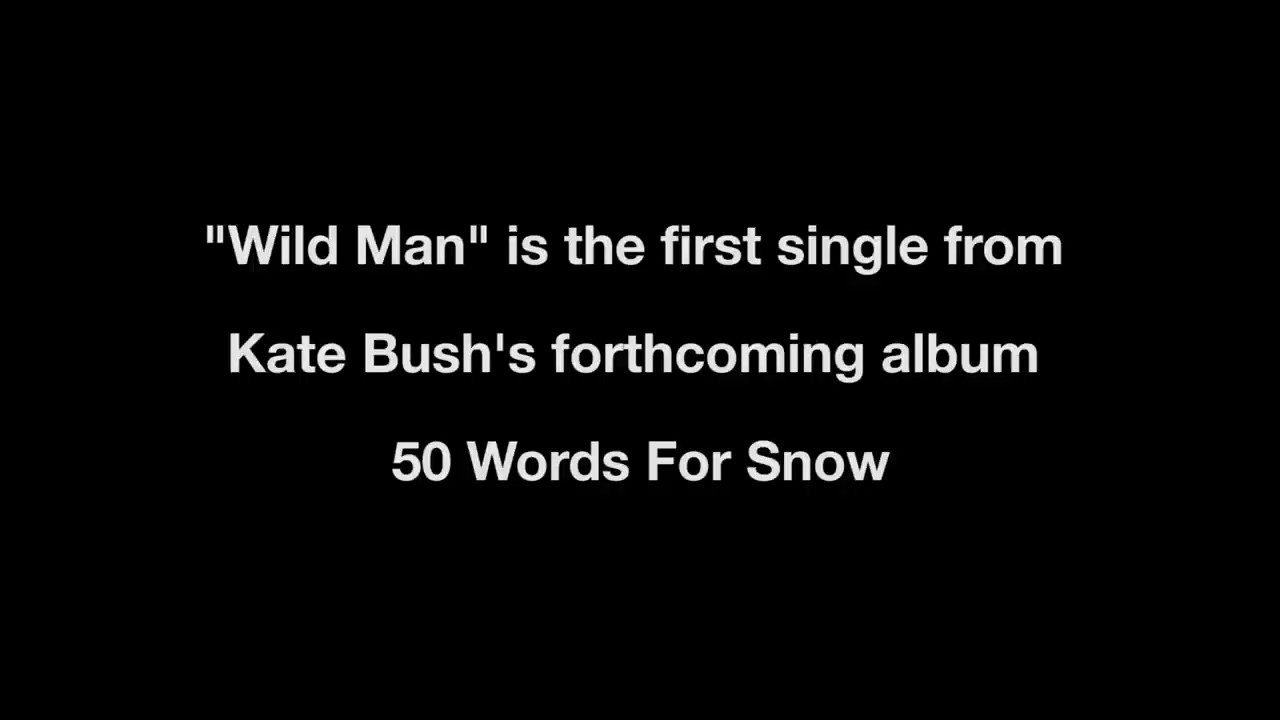 "Wild Man" is the first single from
Kate Bush's forthcoming album
50 Words For Snow